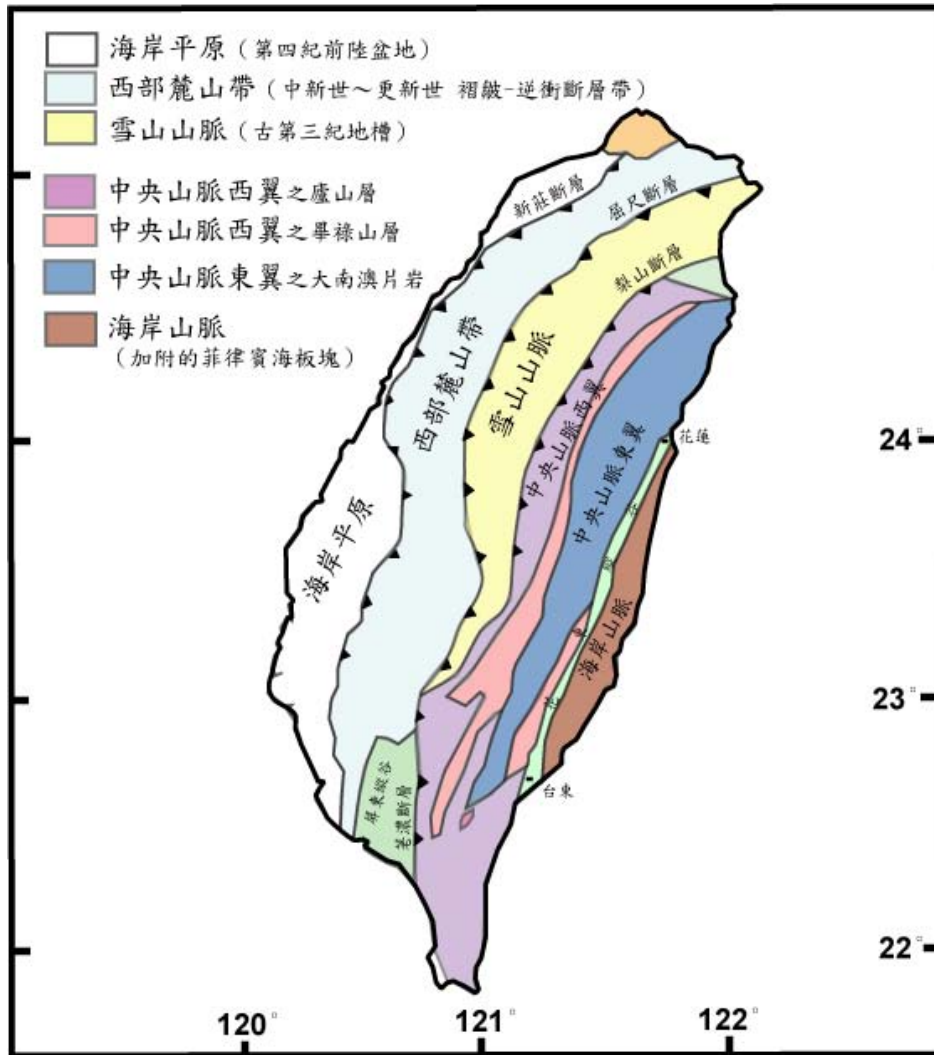 海岸平原 (第四紀前陸盆地)
西部麓山帶 (中新世～更新世 褶皺-逆衝斷層帶)
雪山山脈 (古第三紀地槽)
中央山脈西翼之廬山層
中央山脈西翼之畢祿山層
中央山脈東翼之大南澳片岩
海岸山脈
(加附的菲律賓海板塊)
新莊斷層
屈尺斷層
梨山斷層
西部麓山帶
雪山山脈
中央山脈西翼
中央山脈東翼
花蓮
海岸平原
海岸山脈
花東縱谷
屏東縱谷
荖濃斷層
台東
24°
23°
22°
120°
121°
122°